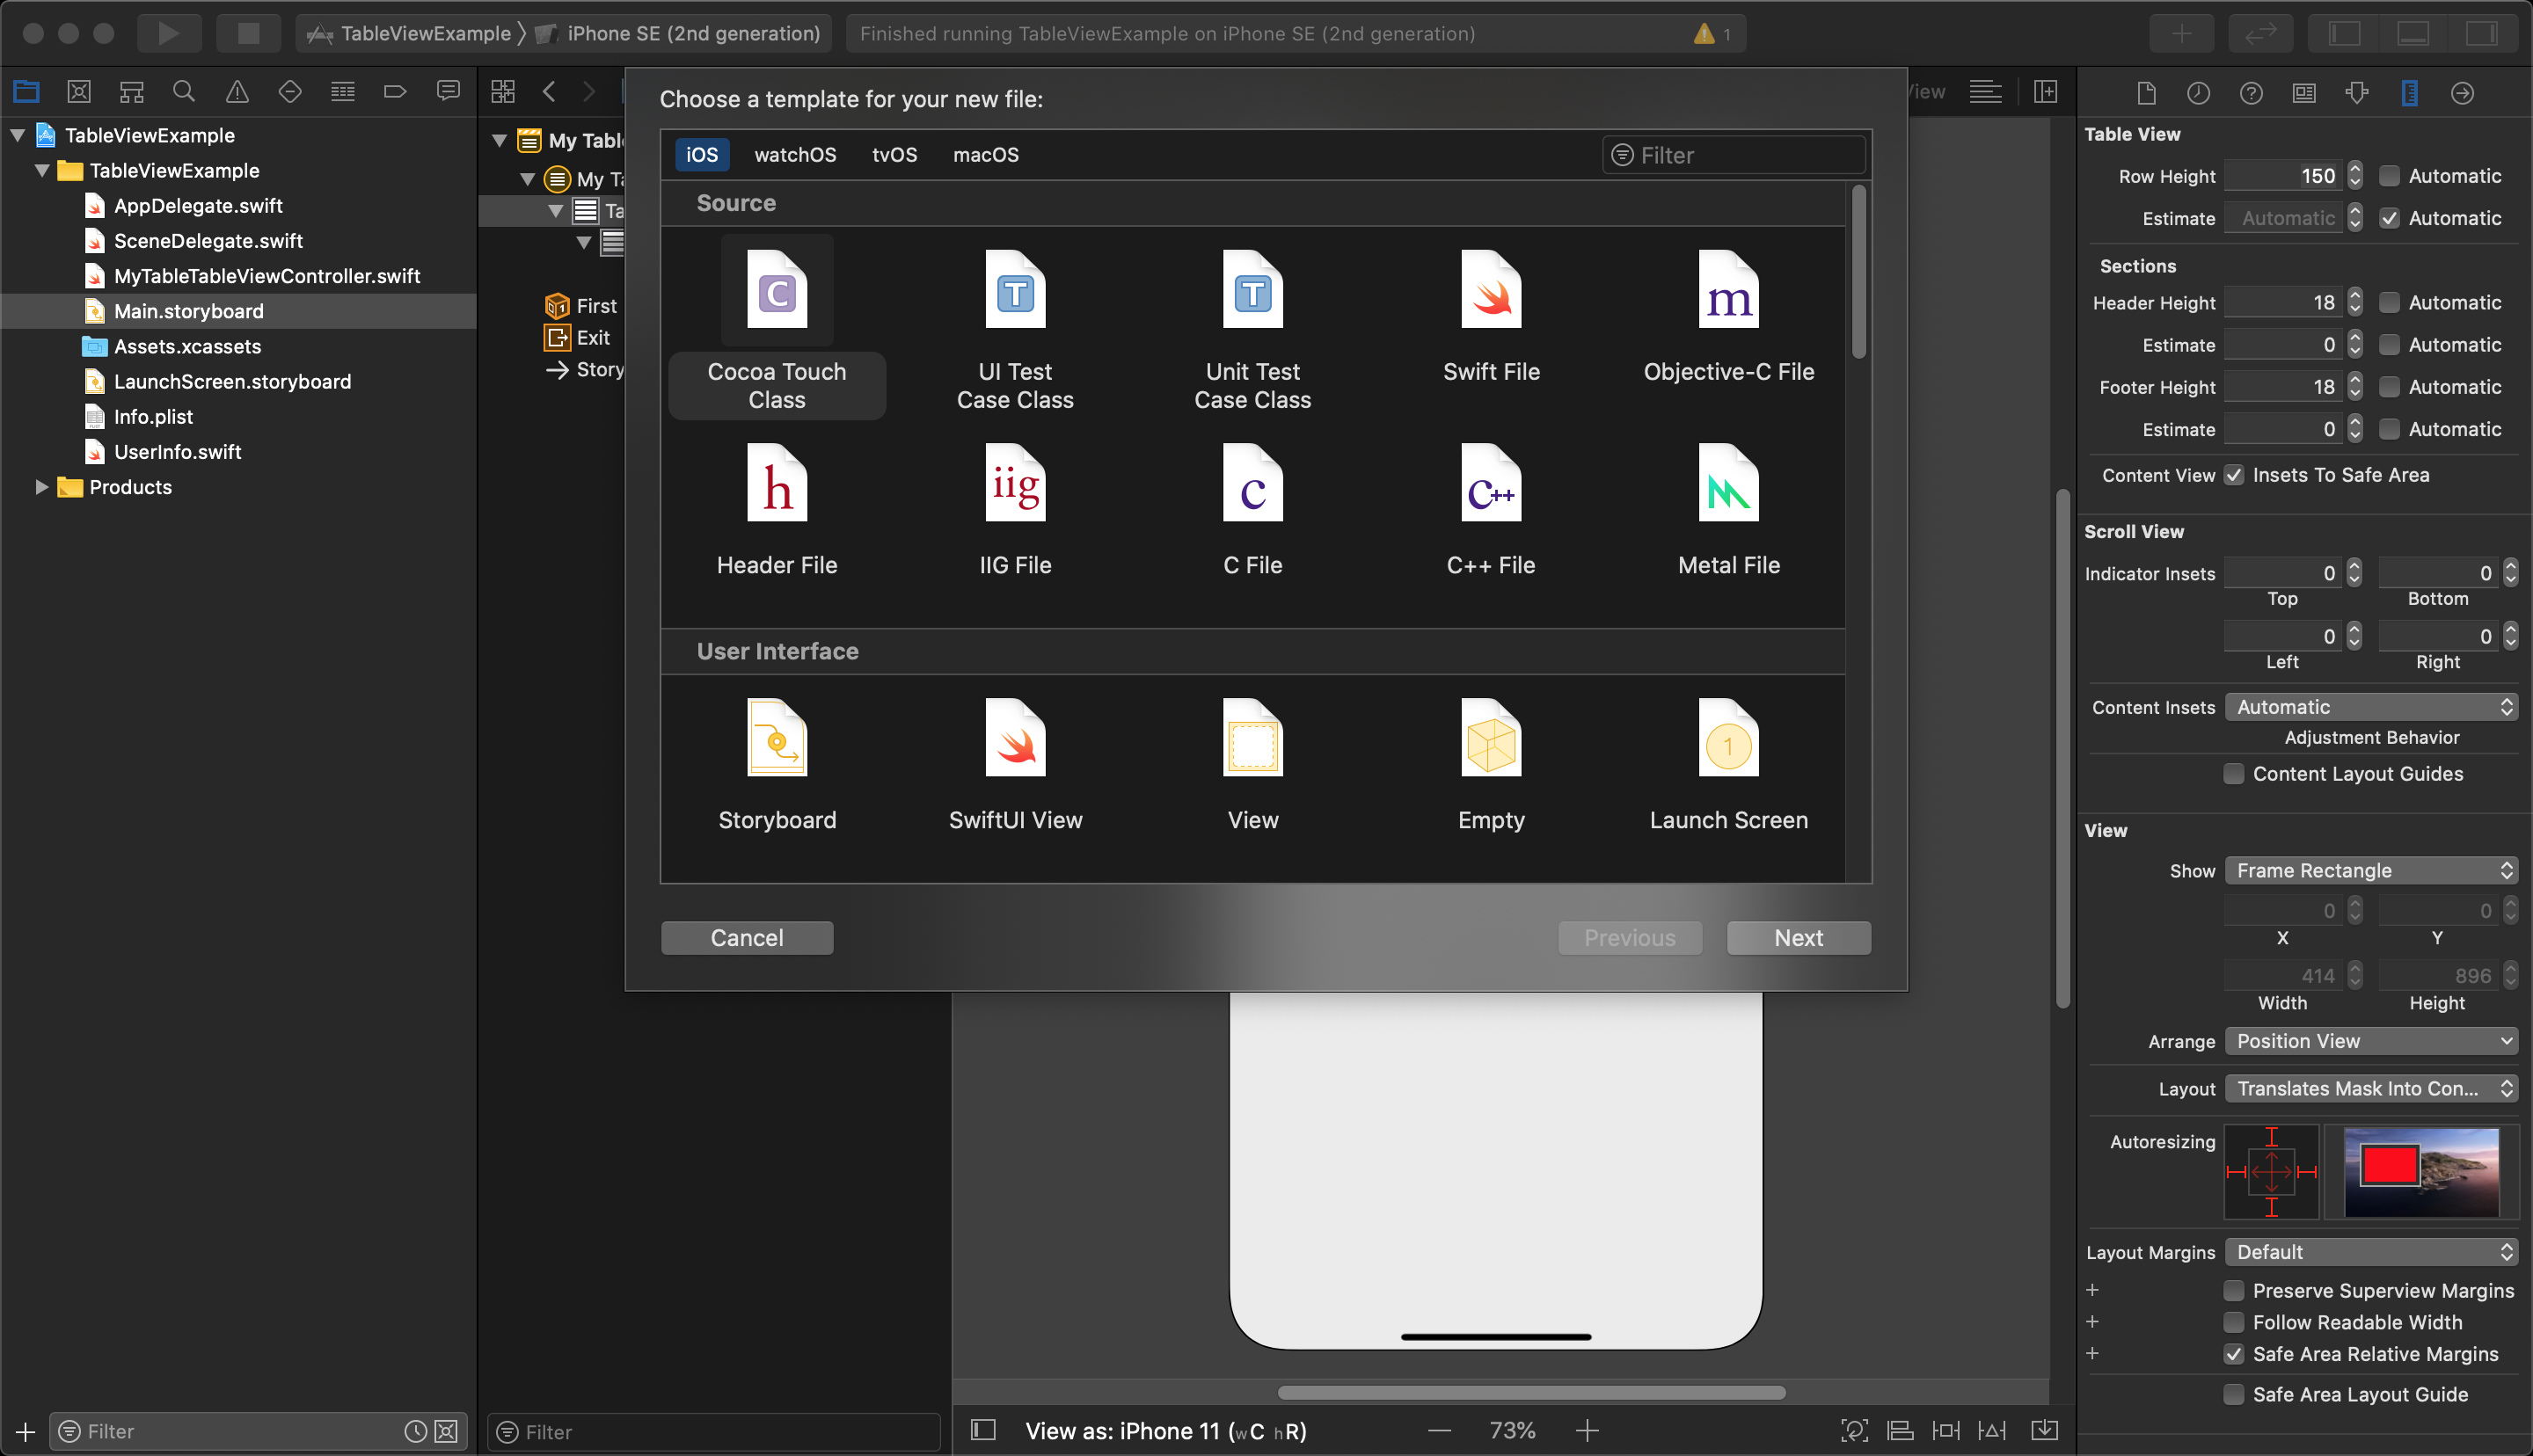 TableViewExample
iPhone SE (2nd generation)
Finished running TableViewExample on iPhone SE (2nd generation)
1
TableViewExample
TableViewExample
AppDelegate.swift
SceneDelegate.swift
MyTableTableViewController.swift
Main.storyboard
Assets.xcassets
LaunchScreen.storyboard
Info.plist
UserInfo.swift
Products
Filter
My Tabl
My Ta
Ta
First
Exit
Story
Filter
Choose a template for your new file:
iOS
watchOS
tvOS
macOS
Filter
Source
Cocoa Touch
Class
UI Test
Case Class
Unit Test
Case Class
Swift File
Objective-C File
Header File
IIG File
C File
C++ File
Metal File
User Interface
Storyboard
SwiftUI View
View
Empty
Launch Screen
Cancel
Previous
Next
View as: iPhone 11 (wC hR)
73%
View
Table View
Row Height 150 Automatic
Estimate Automatic Automatic
Sections
Header Height 18 Automatic
Estimate 0 Automatic
Footer Height 18 Automatic
Estimate 0 Automatic
Content View Insets To Safe Area
Scroll View
Indicator Insets 0 0
Top Bottom
0 0
Left Right
Content Insets Automatic
Adjustment Behavior
Content Layout Guides
View
Show Frame Rectangle
0 0
X Y
414 896
Width Height
Arrange Position View
Layout Translates Mask Into Con...
Autoresizing
Layout Margins Default
Preserve Superview Margins
Follow Readable Width
Safe Area Relative Margins
Safe Area Layout Guide